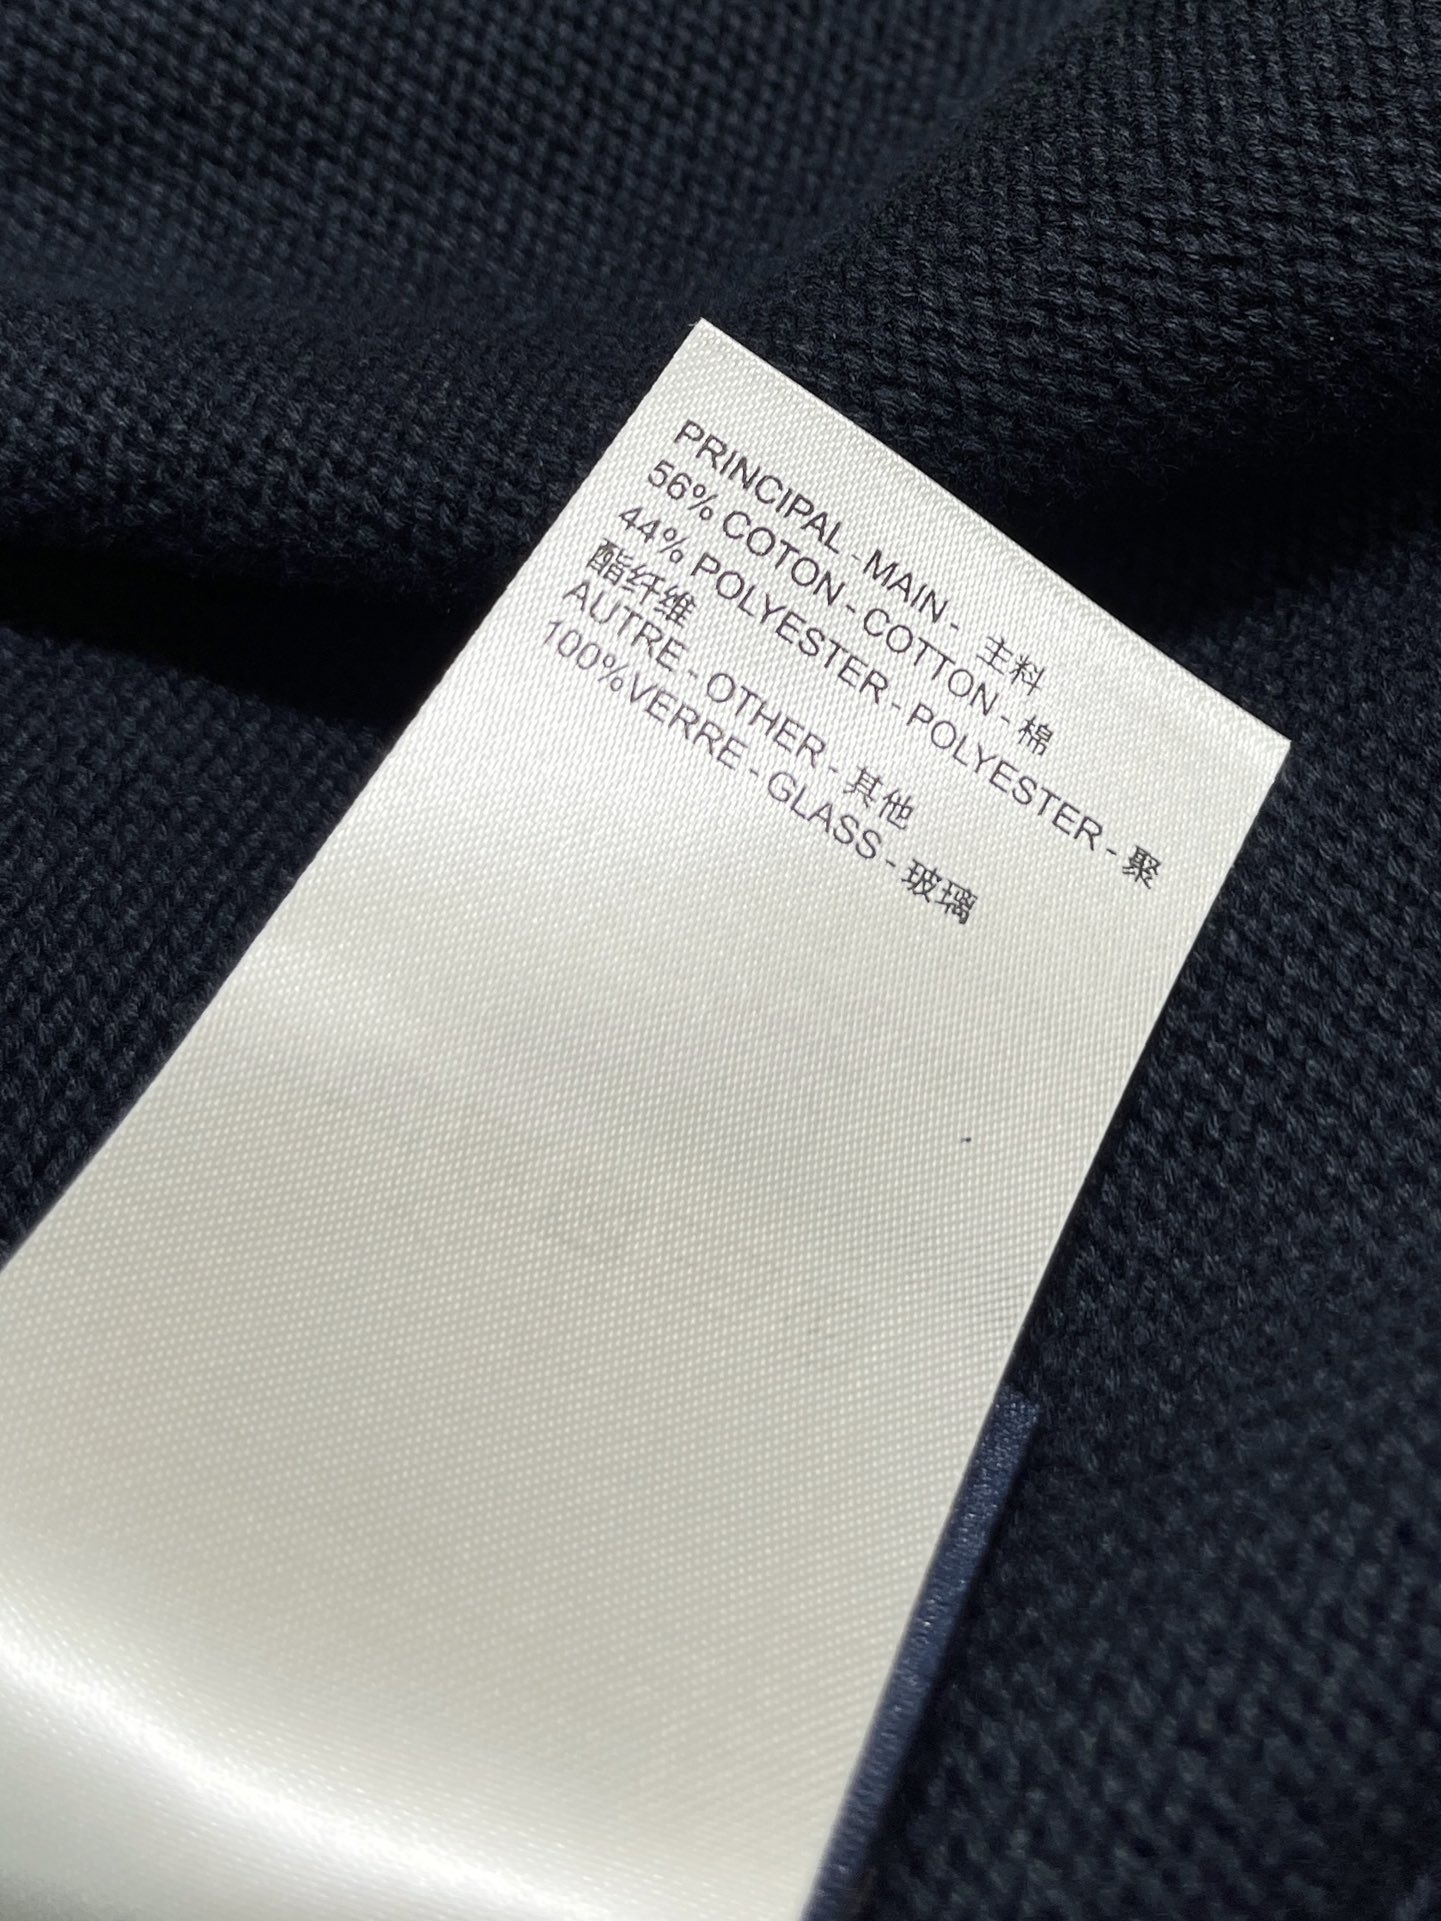 PRINCIPAL - MAIN - 主料
56% COTON - COTTON - 棉
44% POLYESTER - POLYESTER - 聚
酯纤维
AUTRE - OTHER - 其他
100%VERRE - GLASS - 玻璃